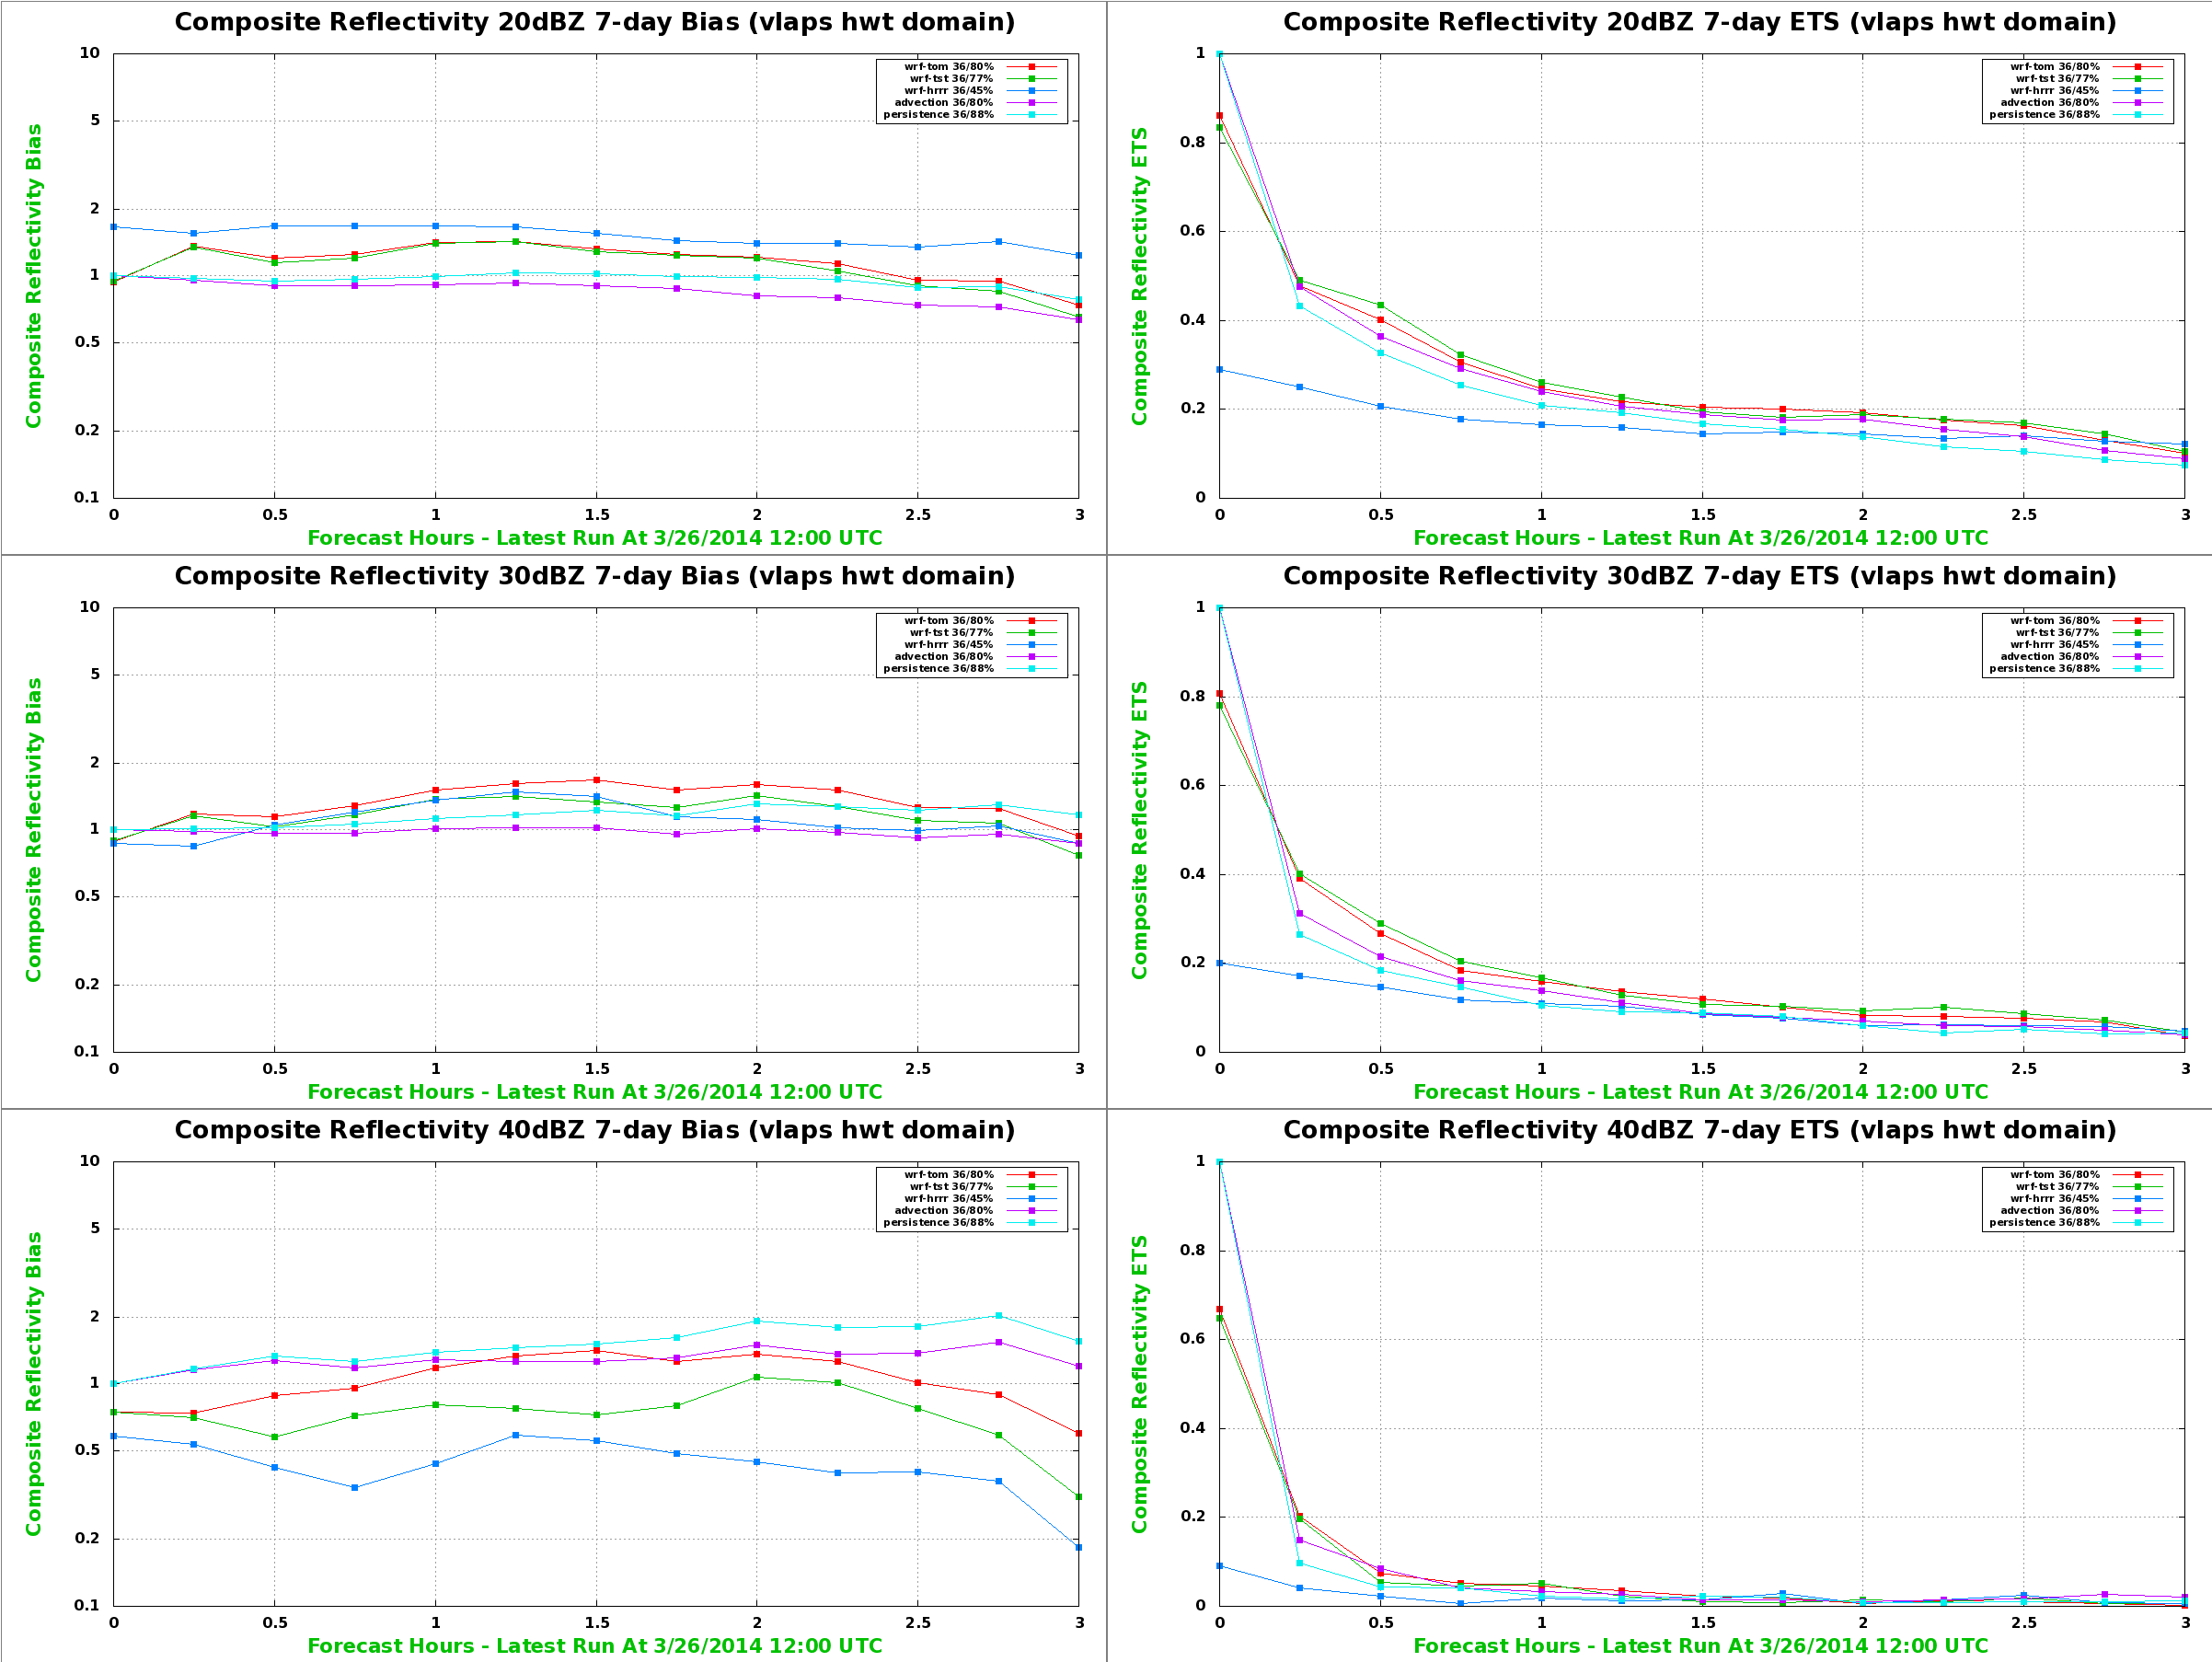 Composite Reflectivity 20dBZ 7-day Bias (vlaps hwt domain)
Composite Reflectivity Bias
10
5
2
1
0.5
0.2
0.1
wrf-tom 36/80%
wrf-tst 36/77%
wrf-hrrr 36/45%
advection 36/80%
persistence 36/88%
0 0.5 1 1.5 2 2.5 3
Forecast Hours - Latest Run At 3/26/2014 12:00 UTC
Composite Reflectivity 20dBZ 7-day ETS (vlaps hwt domain)
Composite Reflectivity ETS
1
0.8
0.6
0.4
0.2
0
wrf-tom 36/80%
wrf-tst 36/77%
wrf-hrrr 36/45%
advection 36/80%
persistence 36/88%
0 0.5 1 1.5 2 2.5 3
Forecast Hours - Latest Run At 3/26/2014 12:00 UTC
Composite Reflectivity 30dBZ 7-day Bias (vlaps hwt domain)
Composite Reflectivity Bias
10
5
2
1
0.5
0.2
0.1
wrf-tom 36/80%
wrf-tst 36/77%
wrf-hrrr 36/45%
advection 36/80%
persistence 36/88%
0 0.5 1 1.5 2 2.5 3
Forecast Hours - Latest Run At 3/26/2014 12:00 UTC
Composite Reflectivity 30dBZ 7-day ETS (vlaps hwt domain)
Composite Reflectivity ETS
1
0.8
0.6
0.4
0.2
0
wrf-tom 36/80%
wrf-tst 36/77%
wrf-hrrr 36/45%
advection 36/80%
persistence 36/88%
0 0.5 1 1.5 2 2.5 3
Forecast Hours - Latest Run At 3/26/2014 12:00 UTC
Composite Reflectivity 40dBZ 7-day Bias (vlaps hwt domain)
Composite Reflectivity Bias
10
5
2
1
0.5
0.2
0.1
wrf-tom 36/80%
wrf-tst 36/77%
wrf-hrrr 36/45%
advection 36/80%
persistence 36/88%
0 0.5 1 1.5 2 2.5 3
Forecast Hours - Latest Run At 3/26/2014 12:00 UTC
Composite Reflectivity 40dBZ 7-day ETS (vlaps hwt domain)
Composite Reflectivity ETS
1
0.8
0.6
0.4
0.2
0
wrf-tom 36/80%
wrf-tst 36/77%
wrf-hrrr 36/45%
advection 36/80%
persistence 36/88%
0 0.5 1 1.5 2 2.5 3
Forecast Hours - Latest Run At 3/26/2014 12:00 UTC